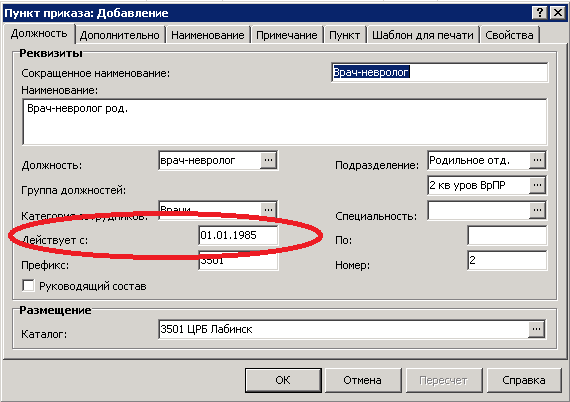 Пункт приказа: Добавление
Должность Дополнительно Наименование Примечание Пункт Шаблон для печати Свойства
Реквизиты
Сокращенное наименование: Врач-невролог
Наименование:
Врач-невролог род.
Должность: врач-невролог ... Подразделение: Родильное отд. ...
Группа должностей: 2 кв уров ВрПР ...
Категория сотрудников: Врачи ... Специальность: ...
Действует с: 01.01.1985 По:
Префикс: 3501 Номер: 2
Руководящий состав
Размещение
Каталог: 3501 ЦРБ Лабинск ...
ОК Отмена Пересчет Справка